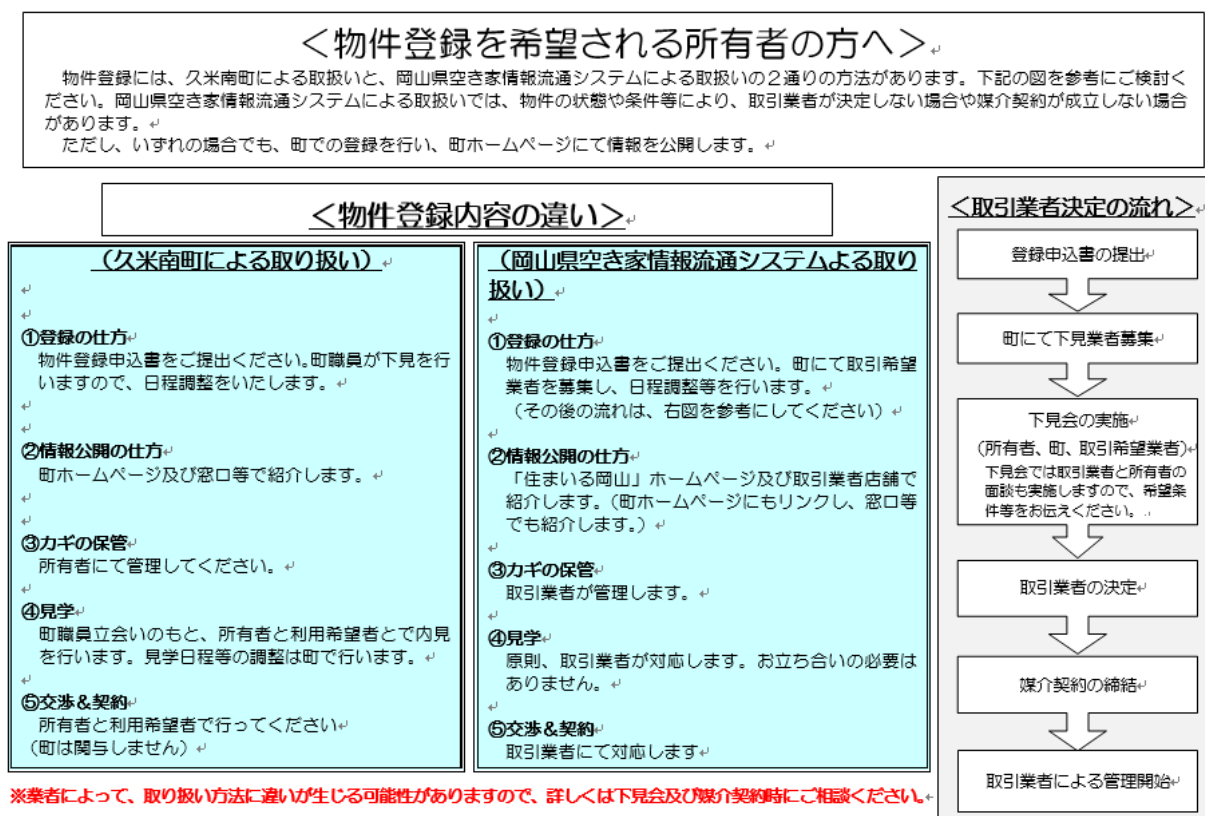 ＜物件登録を希望される所有者の方へ＞
物件登録には、久米南町による取扱いと、岡山県空き家情報流通システムによる取扱いの２通りの方法があります。下記の図を参考にご検討く
ださい。岡山県空き家情報流通システムによる取扱いでは、物件の状態や条件等により、取引業者が決定しない場合や媒介契約が成立しない場合
があります。
ただし、いずれの場合でも、町での登録を行い、町ホームページにて情報を公開します。
＜物件登録内容の違い＞
（久米南町による取り扱い）
①登録の仕方
物件登録申込書をご提出ください。町職員が下見を行
いますので、日程調整をいたします。
②情報公開の仕方
町ホームページ及び窓口等で紹介します。
③カギの保管
所有者にて管理してください。
④見学
町職員立会いのもと、所有者と利用希望者とで内見
を行います。見学日程等の調整は町で行います。
⑤交渉＆契約
所有者と利用希望者で行ってください
（町は関与しません）
（岡山県空き家情報流通システムよる取り
扱い）
①登録の仕方
物件登録申込書をご提出ください。町にて取引希望
業者を募集し、日程調整等を行います。
（その後の流れは、右図を参考にしてください）
②情報公開の仕方
「住まいる岡山」ホームページ及び取引業者店舗で
紹介します。（町ホームページにもリンクし、窓口等
でも紹介します。）
③カギの保管
取引業者が管理します。
④見学
原則、取引業者が対応します。お立ち合いの必要は
ありません。
⑤交渉＆契約
取引業者にて対応します
※業者によって、取り扱い方法に違いが生じる可能性がありますので、詳しくは下見会及び媒介契約時にご相談ください。
＜取引業者決定の流れ＞
登録申込書の提出
町にて下見業者募集
下見会の実施
（所有者、町、取引希望業者）
下見会では取引業者と所有者の
面談も実施しますので、希望条
件等をお伝えください。
取引業者の決定
媒介契約の締結
取引業者による管理開始